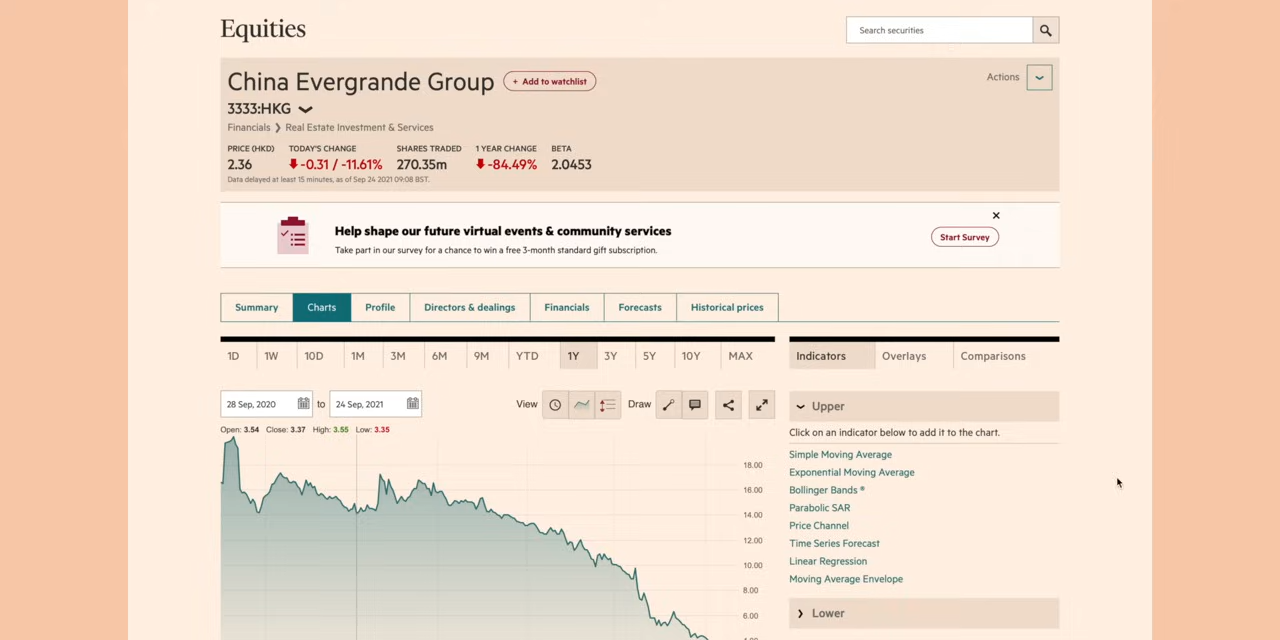 Equities
Search securities
China Evergrande Group
+ Add to watchlist
Actions
3333:HKG
Financials ❯ Real Estate Investment & Services
PRICE (HKD) TODAY'S CHANGE SHARES TRADED 1 YEAR CHANGE BETA
2.36 -0.31 / -11.61% 270.35m -84.49% 2.0453
Data delayed at least 15 minutes, as of Sep 24 2021 09:08 BST.
Help shape our future virtual events & community services
Take part in our survey for a chance to win a free 3-month standard gift subscription.
Start Survey
Summary Charts Profile Directors & dealings Financials Forecasts Historical prices
1D 1W 10D 1M 3M 6M 9M YTD 1Y 3Y 5Y 10Y MAX
Indicators Overlays Comparisons
28 Sep, 2020 to 24 Sep, 2021 View Draw
Open: 3.54 Close: 3.37 High: 3.55 Low: 3.35
18.00
16.00
14.00
12.00
10.00
8.00
6.00
Upper
Click on an indicator below to add it to the chart.
Simple Moving Average
Exponential Moving Average
Bollinger Bands ®
Parabolic SAR
Price Channel
Time Series Forecast
Linear Regression
Moving Average Envelope
Lower